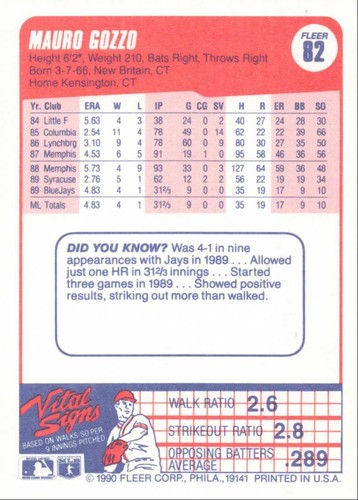 MAURO GOZZO
FLEER 82
Height 6'2", Weight 210, Bats Right, Throws Right
Born 3-7-66, New Britain, CT
Home Kensington, CT
Yr. Club ERA W L IP G CG SV H R ER BB SO
84 Little F 5.63 4 3 38 24 0 2 40 27 24 28 30
85 Columbia 2.54 11 4 78 49 0 14 62 22 22 39 66
86 Lynchbrg 3.10 9 4 78 60 0 9 80 30 27 35 50
87 Memphis 4.53 6 5 91 19 1 0 95 58 46 36 56
88 Memphis 5.73 4 9 93 33 3 3 127 64 59 36 48
89 Syracuse 2.76 5 1 62 12 2 2 56 22 19 19 34
89 BlueJays 4.83 4 1 31⅔ 9 0 0 35 19 17 9 10
ML Totals 4.83 4 1 31⅔ 9 0 0 35 19 17 9 10
DID YOU KNOW? Was 4-1 in nine
appearances with Jays in 1989 . . . Allowed
just one HR in 31⅔ innings . . . Started
three games in 1989 . . . Showed positive
results, striking out more than walked.
Vital Signs
BASED ON WALKS/SO PER
9 INNINGS PITCHED
WALK RATIO 2.6
STRIKEOUT RATIO 2.8
OPPOSING BATTERS
AVERAGE .289
© 1990 FLEER CORP., PHILA., 19141 PRINTED IN U.S.A.